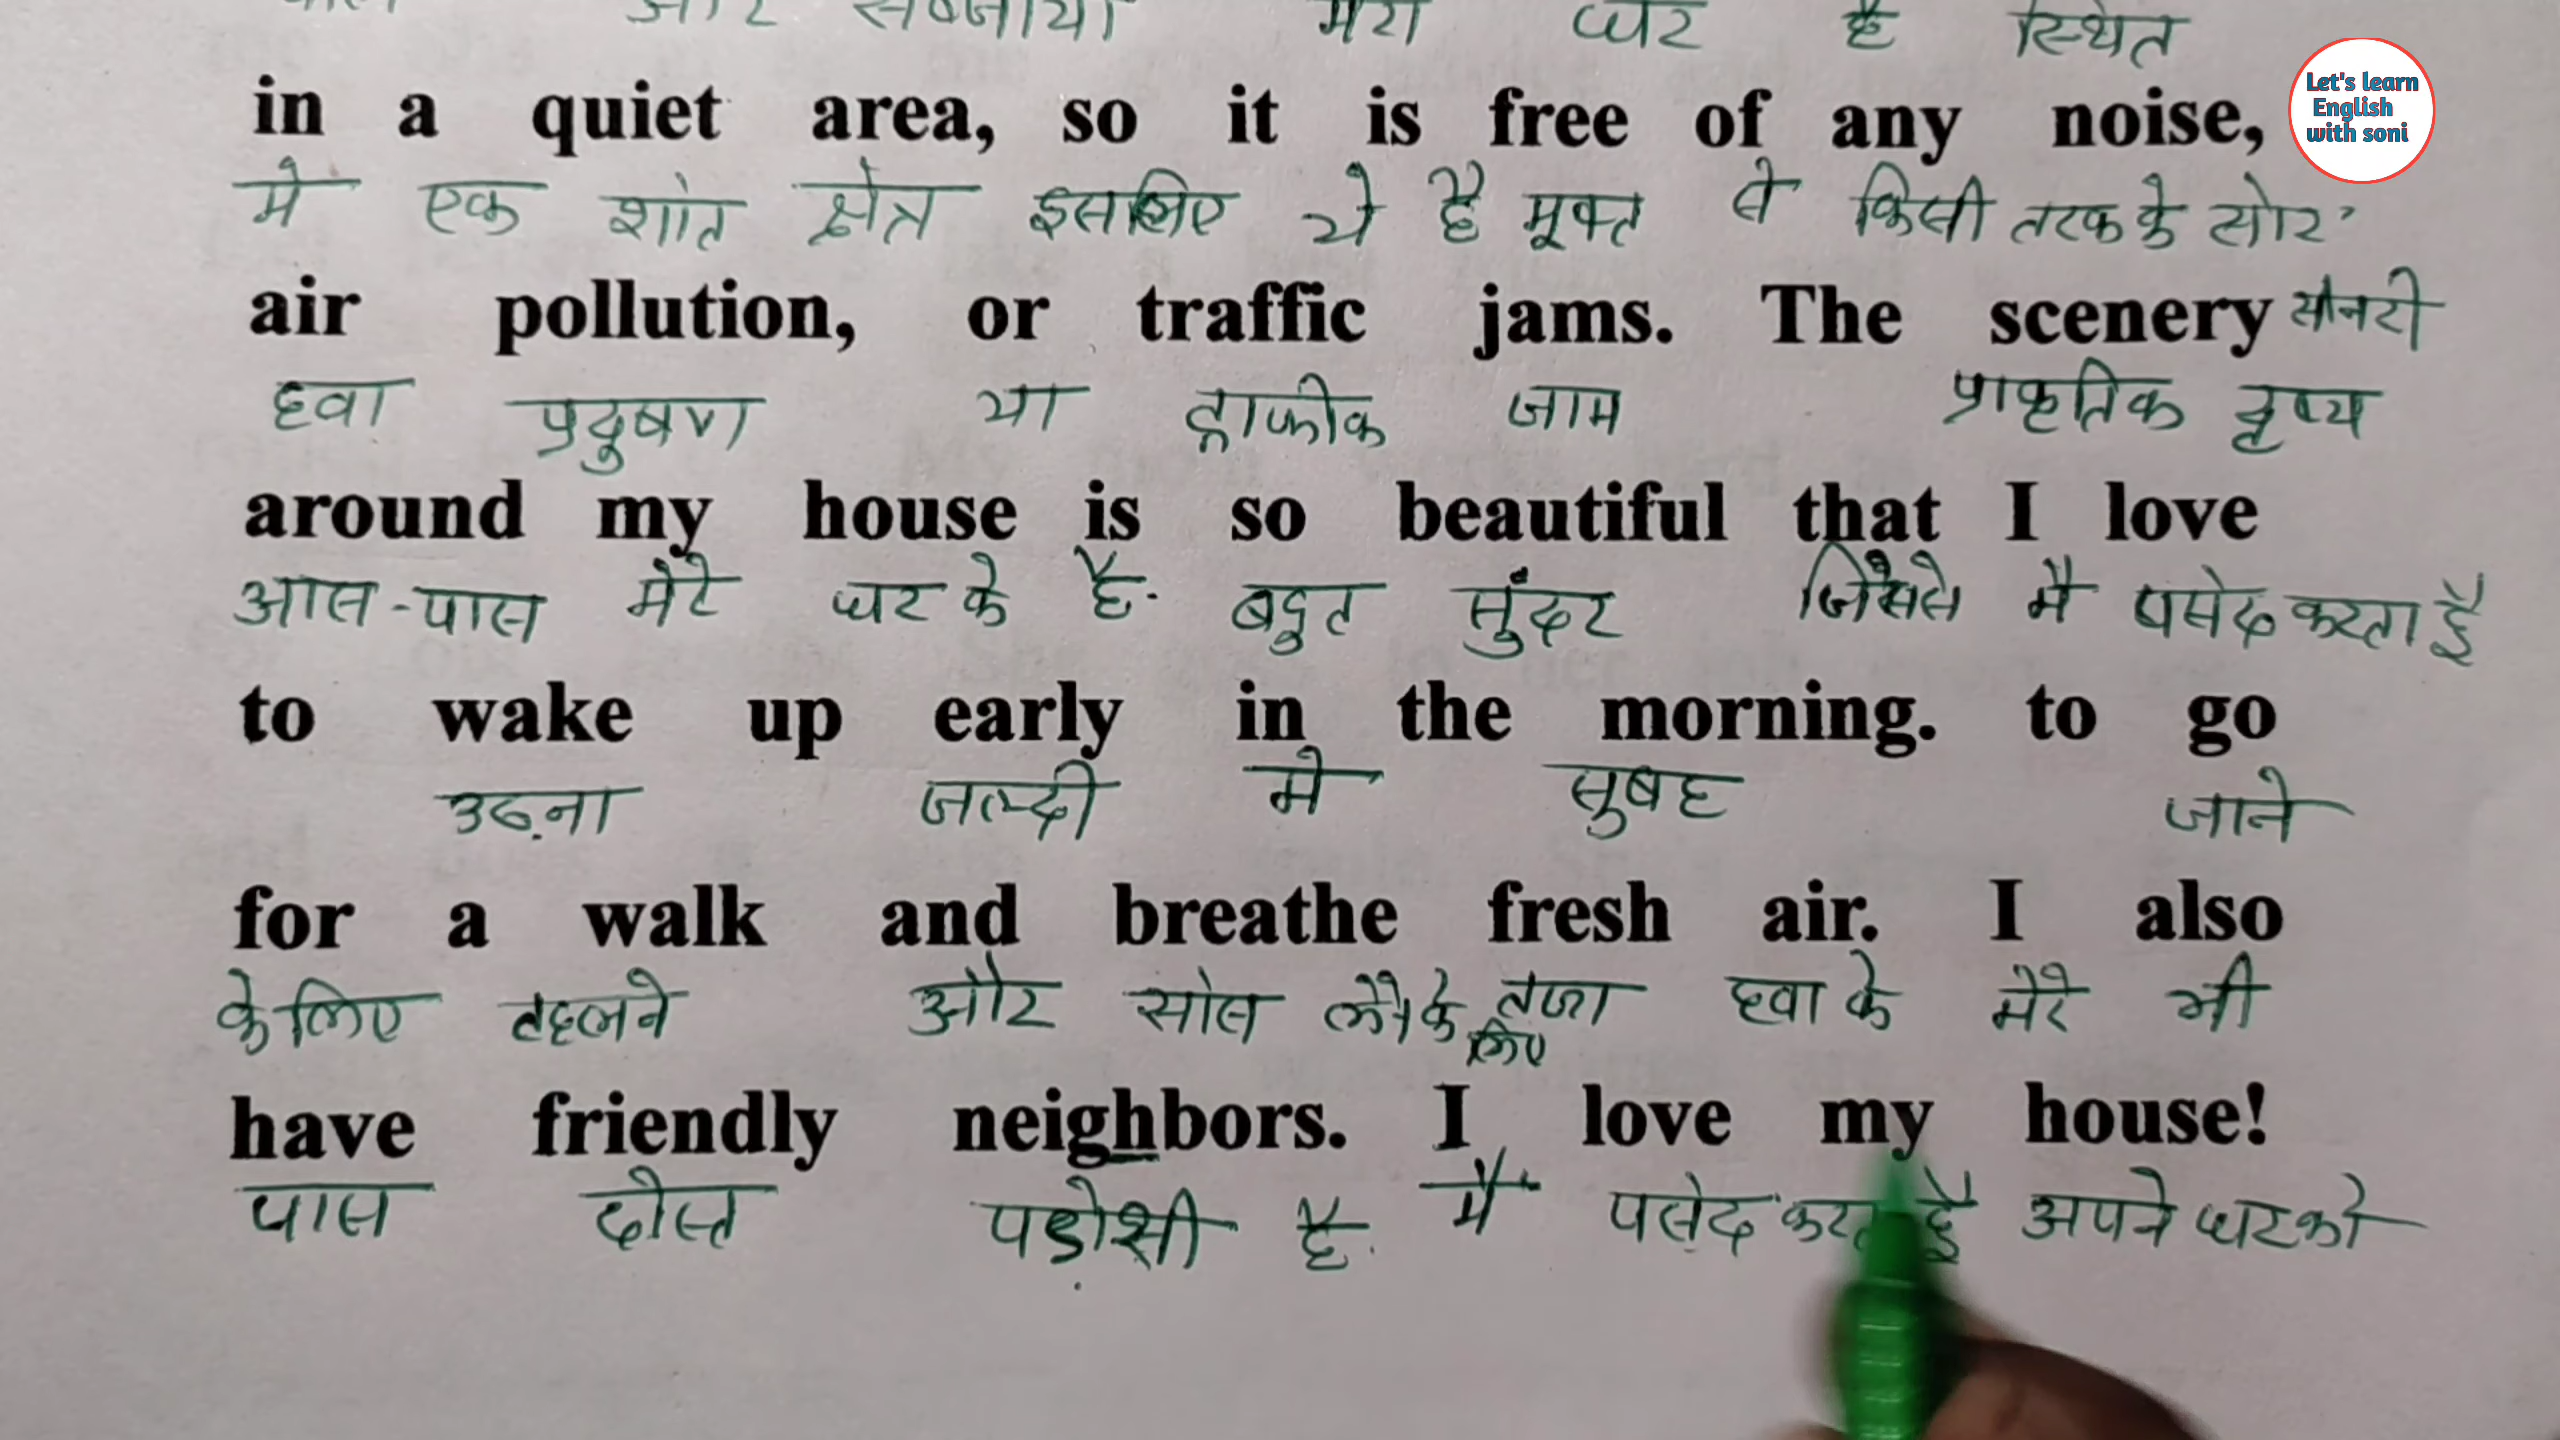 और सब्जीयां मेरा घर है स्थित
in a quiet area, so it is free of any noise,
मे एक शांत क्षेत्र इसलिए ये है मूक्त से किसी तरक के सोर
air pollution, or traffic jams. The scenery सीनरी
हवा प्रदुषण या ट्राफीक जाम प्राकृतिक दृष्य
around my house is so beautiful that I love
आस-पास मेरे घर के है. बहुत सुंदर जिससे मै पसंद करता हूँ
to wake up early in the morning. to go
उठ़ना जल्दी मे सुबह जाने
for a walk and breathe fresh air. I also
के लिए टहलने और सांस लेने के ताजा हवा के मेरे भी
लिए
have friendly neighbors. I love my house!
पास दोस्त पड़ोशी है. मैं पसंद करता हूँ अपने घर को
Let's learn
English
with soni